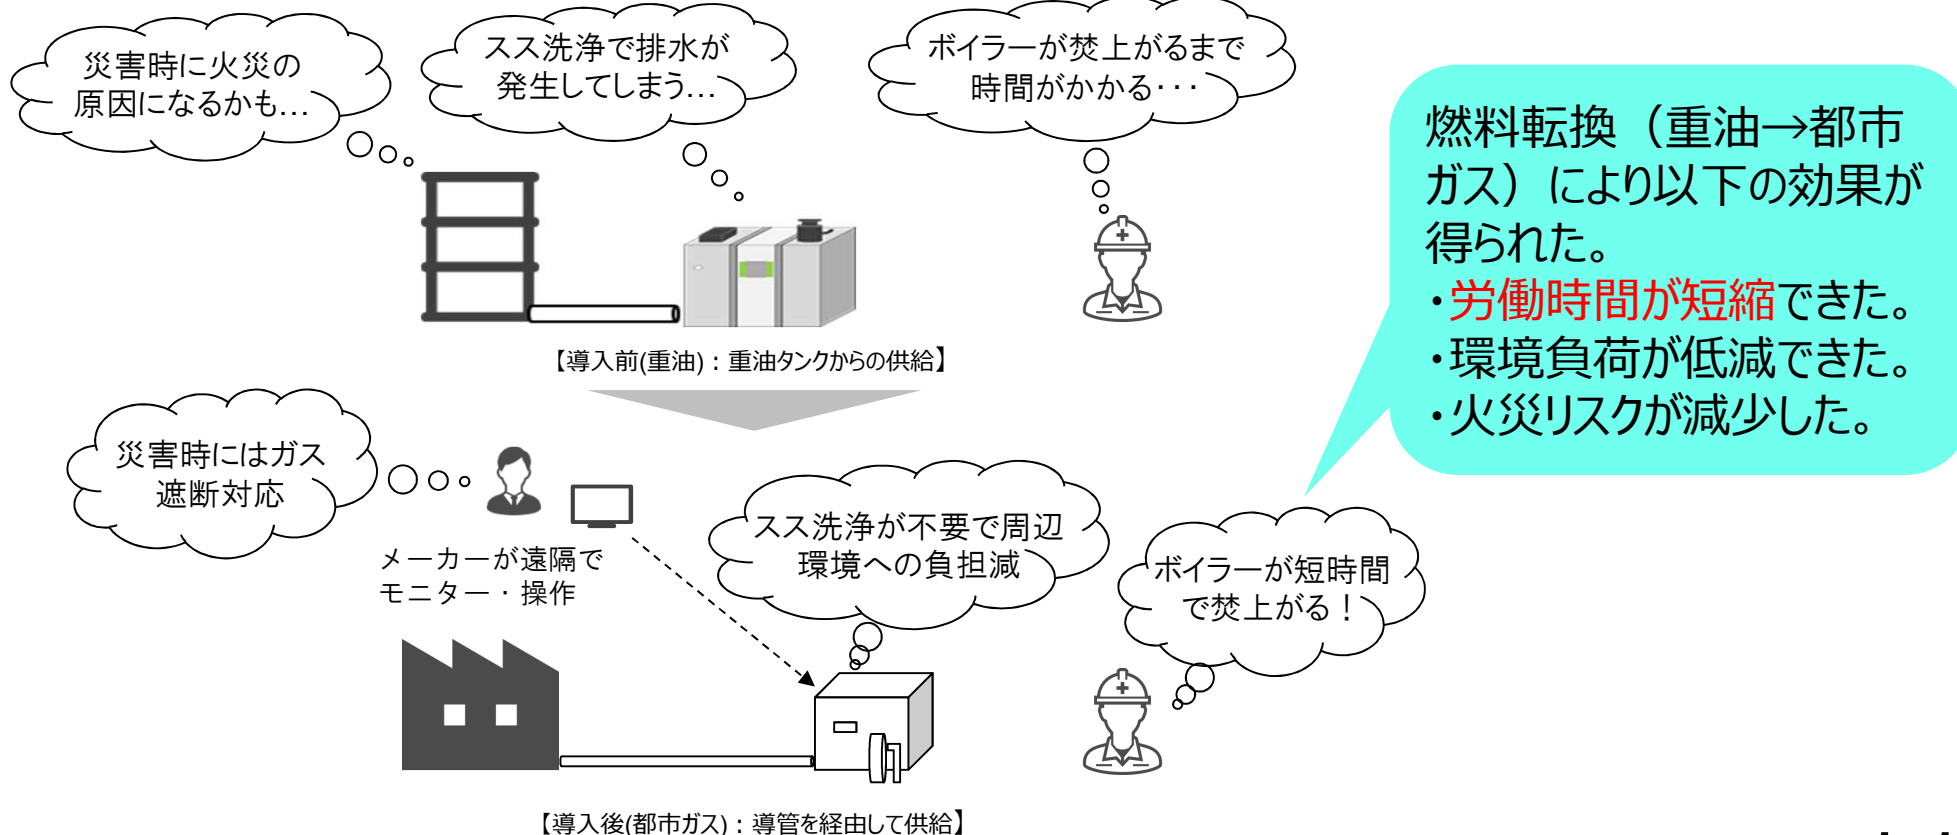 災害時に火災の
原因になるかも…
スス洗浄で排水が
発生してしまう…
ボイラーが焚上がるまで
時間がかかる･･･
燃料転換（重油→都市
ガス）により以下の効果が
得られた。
・労働時間が短縮できた。
・環境負荷が低減できた。
・火災リスクが減少した。
【導入前(重油)：重油タンクからの供給】
災害時にはガス
遮断対応
メーカーが遠隔で
モニター・操作
スス洗浄が不要で周辺
環境への負担減
ボイラーが短時間
で焚上がる！
【導入後(都市ガス)：導管を経由して供給】